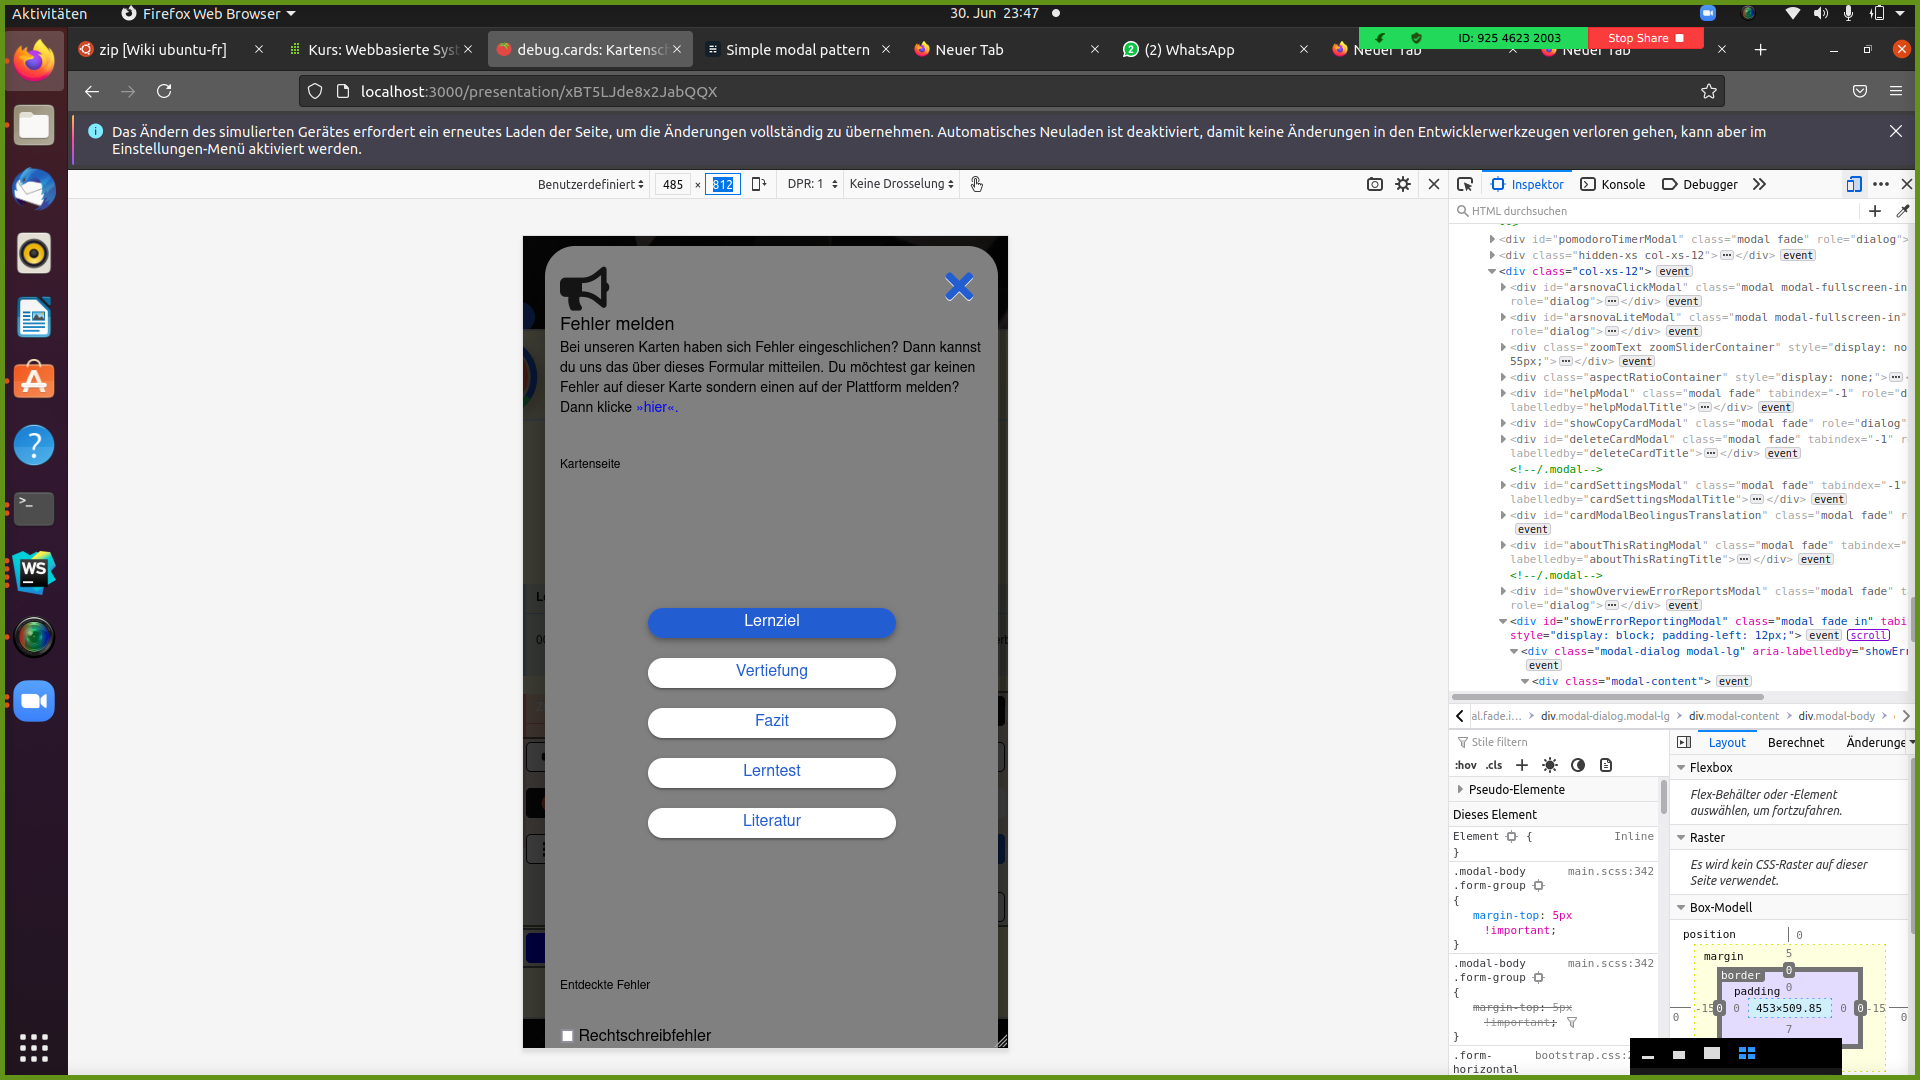 Aktivitäten
Firefox Web Browser
30. Jun 23:47
zip [Wiki ubuntu-fr]
Kurs: Webbasierte Syst
debug.cards: Kartensch
Simple modal pattern
Neuer Tab
(2) WhatsApp
Neuer Tab
Neuer Tab
ID: 925 4623 2003
Stop Share
localhost:3000/presentation/xBT5LJde8x2JabQQX
Das Ändern des simulierten Gerätes erfordert ein erneutes Laden der Seite, um die Änderungen vollständig zu übernehmen. Automatisches Neuladen ist deaktiviert, damit keine Änderungen in den Entwicklerwerkzeugen verloren gehen, kann aber im
Einstellungen-Menü aktiviert werden.
Benutzerdefiniert
485 × 812
DPR: 1
Keine Drosselung
Fehler melden
Bei unseren Karten haben sich Fehler eingeschlichen? Dann kannst
du uns das über dieses Formular mitteilen. Du möchtest gar keinen
Fehler auf dieser Karte sondern einen auf der Plattform melden?
Dann klicke »hier«.
Kartenseite
Lernziel
Vertiefung
Fazit
Lerntest
Literatur
Entdeckte Fehler
Rechtschreibfehler
WS
Inspektor
Konsole
Debugger
HTML durchsuchen
<div id="pomodoroTimerModal" class="modal fade" role="dialog">
<div class="hidden-xs col-xs-12"></div> event
<div class="col-xs-12"> event
<div id="arsnovaClickModal" class="modal modal-fullscreen-in
role="dialog"></div> event
<div id="arsnovaLiteModal" class="modal modal-fullscreen-in"
role="dialog"></div> event
<div class="zoomText zoomSliderContainer" style="display: no
55px;"></div> event
<div class="aspectRatioContainer" style="display: none;">
<div id="helpModal" class="modal fade" tabindex="-1" role="d
labelledby="helpModalTitle"></div> event
<div id="showCopyCardModal" class="modal fade" role="dialog"
<div id="deleteCardModal" class="modal fade" tabindex="-1" r
labelledby="deleteCardTitle"></div> event
<!--/.modal-->
<div id="cardSettingsModal" class="modal fade" tabindex="-1"
labelledby="cardSettingsModalTitle"></div> event
<div id="cardModalBeolingusTranslation" class="modal fade" r
event
<div id="aboutThisRatingModal" class="modal fade" tabindex="
labelledby="aboutThisRatingTitle"></div> event
<!--/.modal-->
<div id="showOverviewErrorReportsModal" class="modal fade" t
role="dialog"></div> event
<div id="showErrorReportingModal" class="modal fade in" tabi
style="display: block; padding-left: 12px;"> event scroll
<div class="modal-dialog modal-lg" aria-labelledby="showErr
event
<div class="modal-content"> event
al.fade.i…
div.modal-dialog.modal-lg
div.modal-content
div.modal-body
Stile filtern
:hov .cls
Pseudo-Elemente
Dieses Element
Element { Inline
}
.modal-body main.scss:342
.form-group
{
margin-top: 5px
!important;
}
.modal-body main.scss:342
.form-group
{
margin-top: 5px
!important;
}
.form- bootstrap.css:2
horizontal
Layout
Berechnet
Änderunge
Flexbox
Flex-Behälter oder -Element
auswählen, um fortzufahren.
Raster
Es wird kein CSS-Raster auf dieser
Seite verwendet.
Box-Modell
position 0
margin 5
border 0
padding 0
0 -15 0 0 453×509.85 0 0 -15 0
7